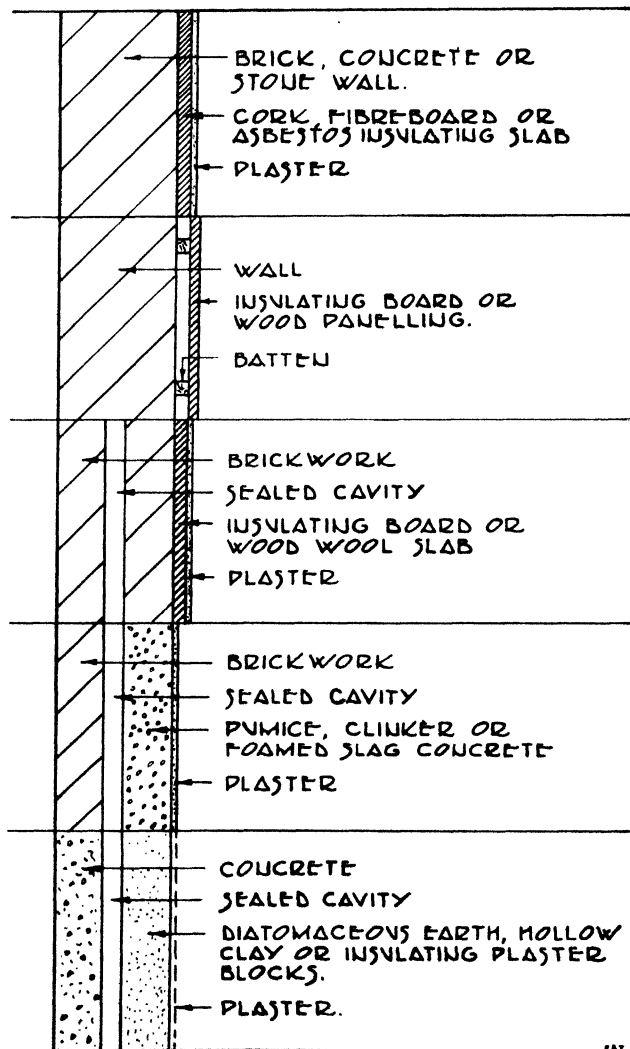 BRICK, CONCRETE OR
STONE WALL.
CORK, FIBREBOARD OR
ASBESTOS INSULATING SLAB
PLASTER
WALL
INSULATING BOARD OR
WOOD PANELLING.
BATTEN
BRICKWORK
SEALED CAVITY
INSULATING BOARD OR
WOOD WOOL SLAB
PLASTER
BRICKWORK
SEALED CAVITY
PUMICE, CLINKER OR
FOAMED SLAG CONCRETE
PLASTER
CONCRETE
SEALED CAVITY
DIATOMACEOUS EARTH, HOLLOW
CLAY OR INSULATING PLASTER
BLOCKS.
PLASTER.